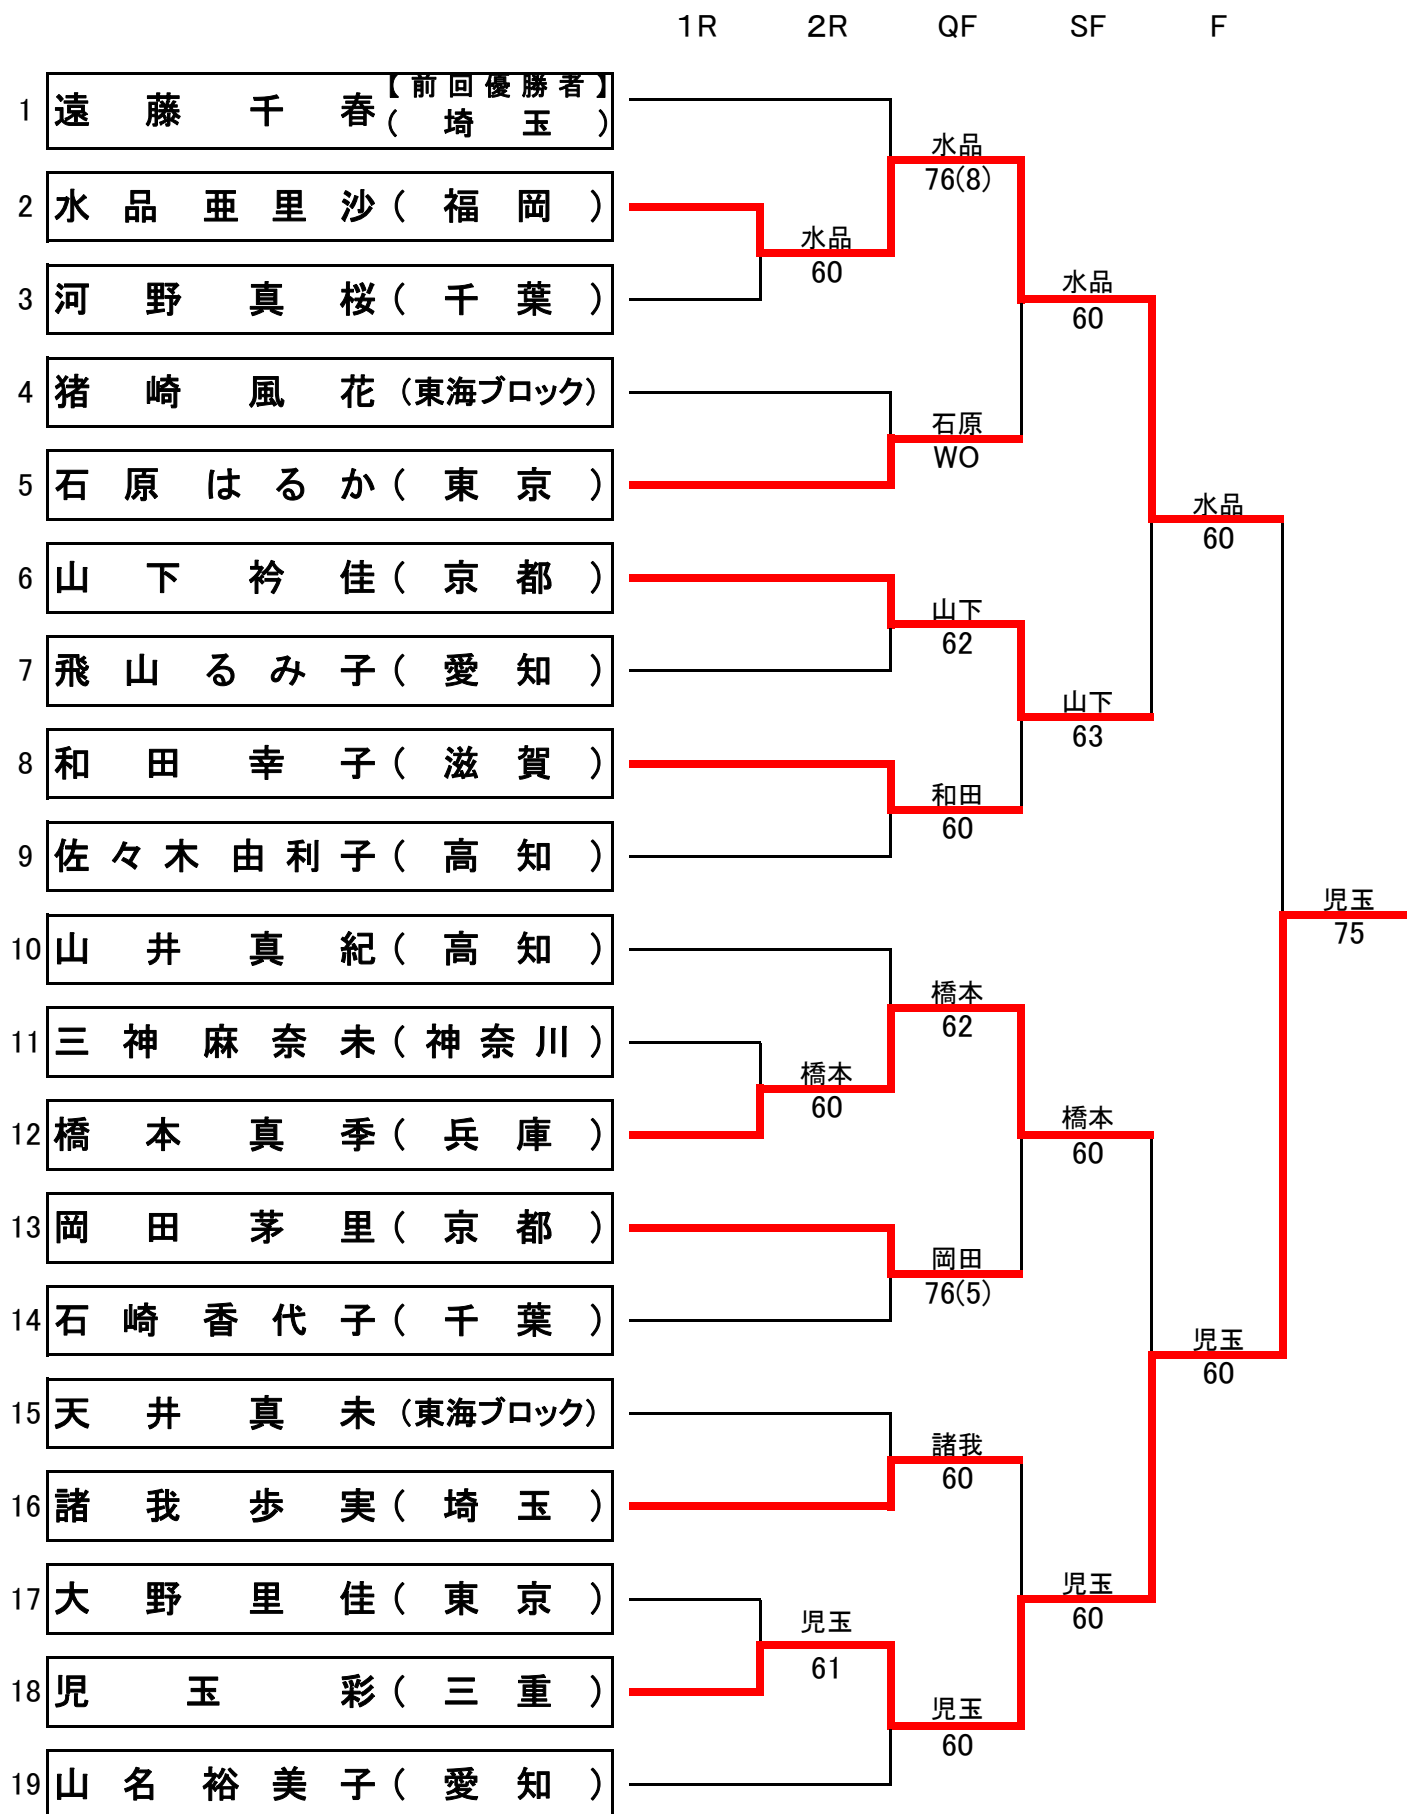 1R 2R QF SF F
1 遠藤千春 【前回優勝者】 (埼玉)
水品
76(8)
2 水品亜里沙 (福岡)
水品
60
3 河野真桜 (千葉)
水品
60
4 猪崎風花 (東海ブロック)
石原
WO
5 石原はるか (東京)
水品
60
6 山下衿佳 (京都)
山下
62
7 飛山るみ子 (愛知)
山下
63
8 和田幸子 (滋賀)
和田
60
9 佐々木由利子 (高知)
児玉
75
10 山井真紀 (高知)
橋本
62
11 三神麻奈未 (神奈川)
橋本
60
12 橋本真季 (兵庫)
橋本
60
13 岡田茅里 (京都)
岡田
76(5)
14 石崎香代子 (千葉)
児玉
60
15 天井真未 (東海ブロック)
諸我
60
16 諸我歩実 (埼玉)
児玉
60
17 大野里佳 (東京)
児玉
61
18 児玉彩 (三重)
児玉
60
19 山名裕美子 (愛知)